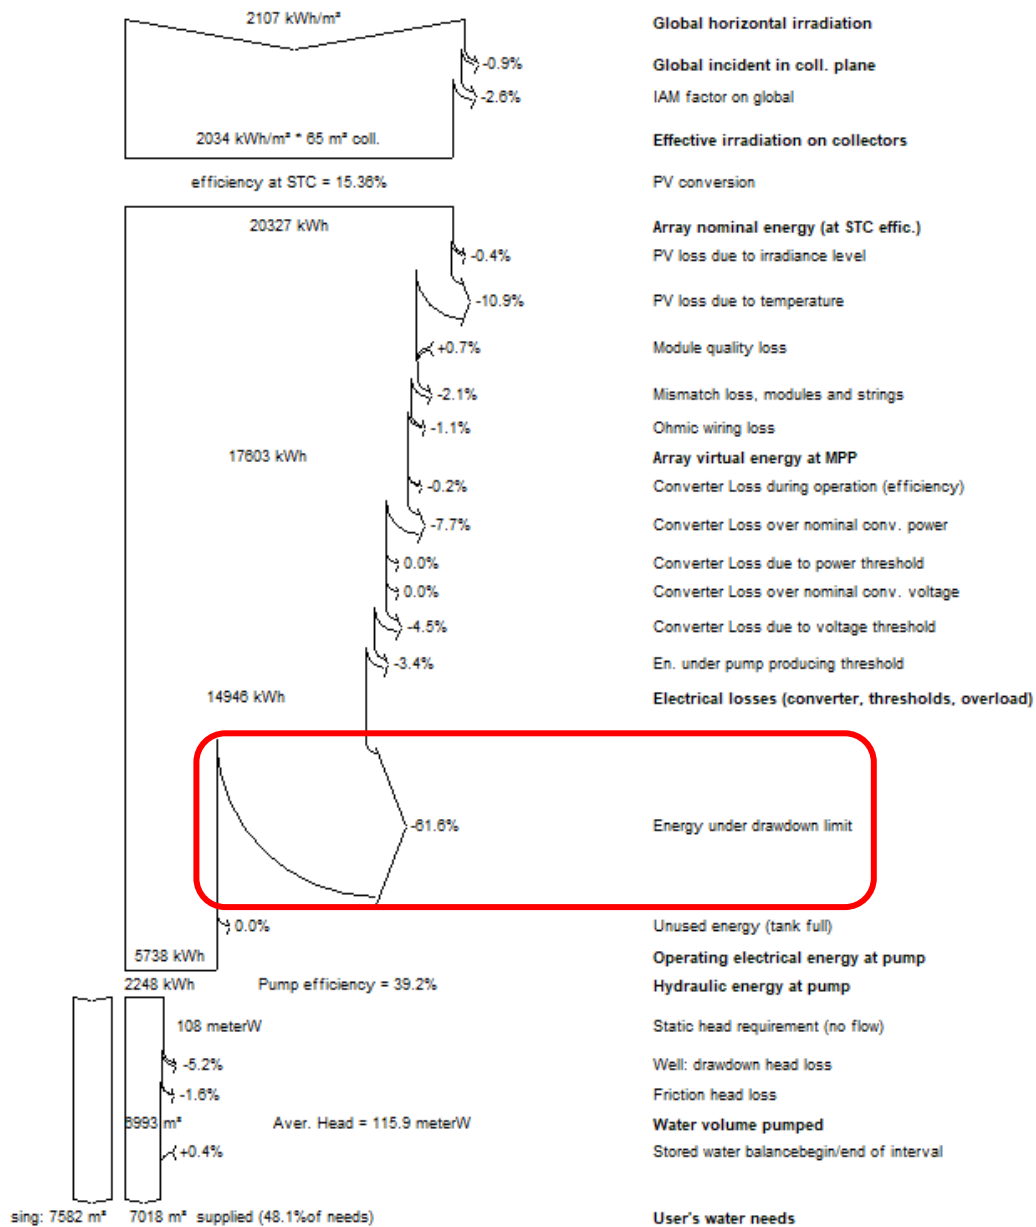 2107 kWh/m² Global horizontal irradiation
-0.9% Global incident in coll. plane
-2.6% IAM factor on global
2034 kWh/m² * 65 m² coll. Effective irradiation on collectors
efficiency at STC = 15.36% PV conversion
20327 kWh Array nominal energy (at STC effic.)
-0.4% PV loss due to irradiance level
-10.9% PV loss due to temperature
+0.7% Module quality loss
-2.1% Mismatch loss, modules and strings
-1.1% Ohmic wiring loss
17603 kWh Array virtual energy at MPP
-0.2% Converter Loss during operation (efficiency)
-7.7% Converter Loss over nominal conv. power
0.0% Converter Loss due to power threshold
0.0% Converter Loss over nominal conv. voltage
-4.5% Converter Loss due to voltage threshold
-3.4% En. under pump producing threshold
14946 kWh Electrical losses (converter, thresholds, overload)
-61.6% Energy under drawdown limit
0.0% Unused energy (tank full)
5738 kWh Operating electrical energy at pump
2248 kWh Pump efficiency = 39.2% Hydraulic energy at pump
108 meterW Static head requirement (no flow)
-5.2% Well: drawdown head loss
-1.6% Friction head loss
6993 m³ Aver. Head = 115.9 meterW Water volume pumped
+0.4% Stored water balancebegin/end of interval
sing: 7582 m³ 7018 m³ supplied (48.1%of needs) User's water needs